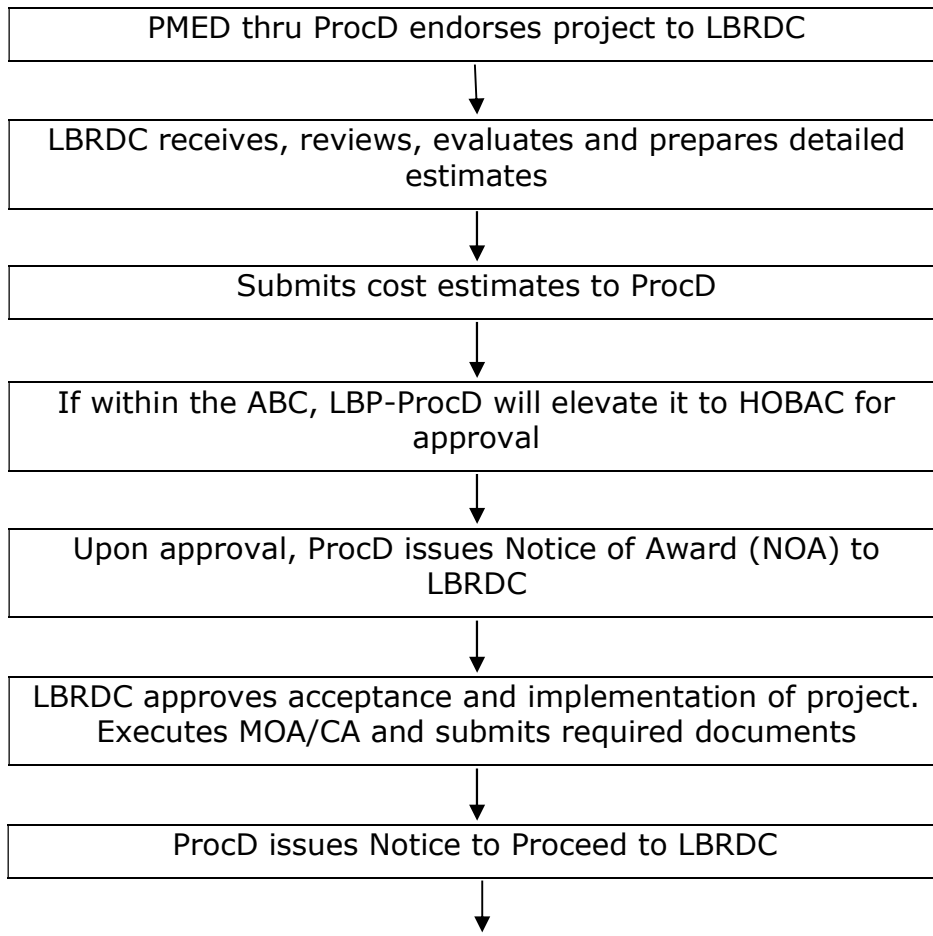 PMED thru ProcD endorses project to LBRDC
LBRDC receives, reviews, evaluates and prepares detailed
estimates
Submits cost estimates to ProcD
If within the ABC, LBP-ProcD will elevate it to HOBAC for
approval
Upon approval, ProcD issues Notice of Award (NOA) to
LBRDC
LBRDC approves acceptance and implementation of project.
Executes MOA/CA and submits required documents
ProcD issues Notice to Proceed to LBRDC